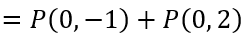 = P(0, −1) + P(0, 2)